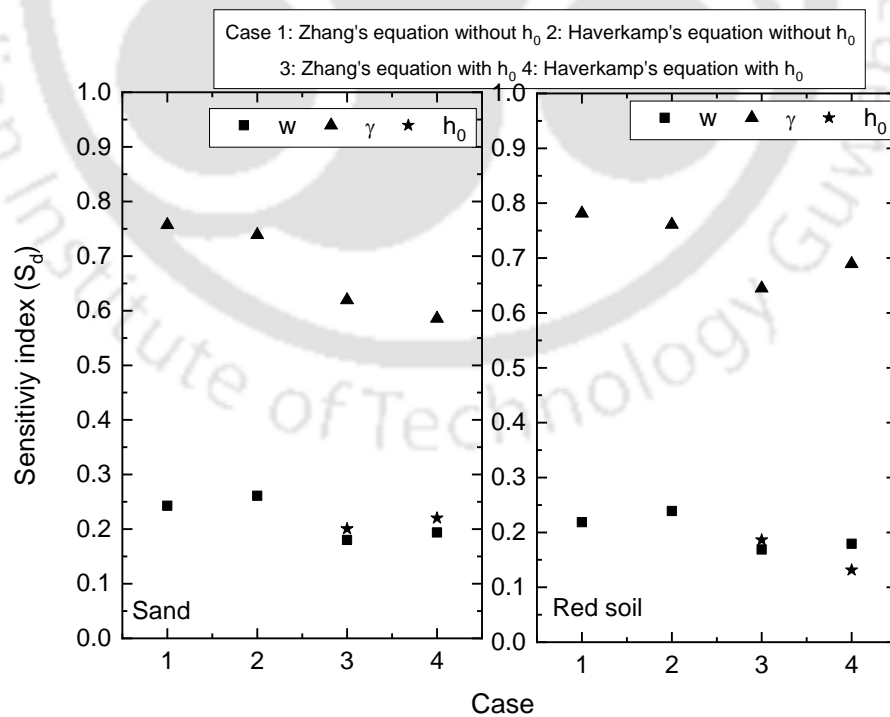 Case 1: Zhang's equation without h₀ 2: Haverkamp's equation without h₀
3: Zhang's equation with h₀ 4: Haverkamp's equation with h₀
w γ h₀
w γ h₀
Sensitiviy index (S_d)
1.0
0.9
0.8
0.7
0.6
0.5
0.4
0.3
0.2
0.1
0.0
Sand
1 2 3 4
1.0
0.9
0.8
0.7
0.6
0.5
0.4
0.3
0.2
0.1
0.0
Red soil
1 2 3 4
Case
Institute of Technology